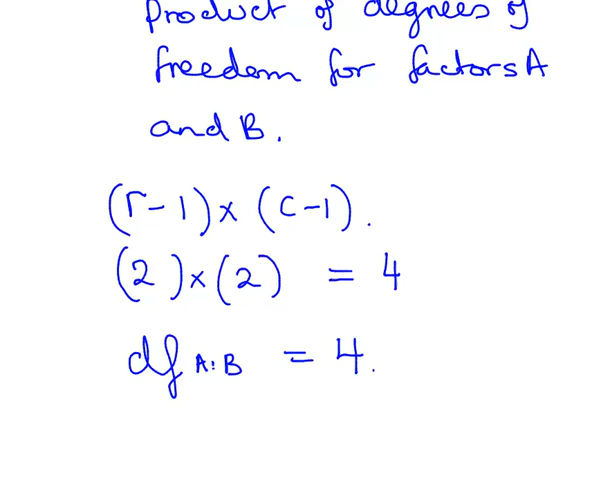 Product of degrees of
freedom for factors A
and B.
(r-1) x (c-1).
(2) x (2) = 4
df A:B = 4.